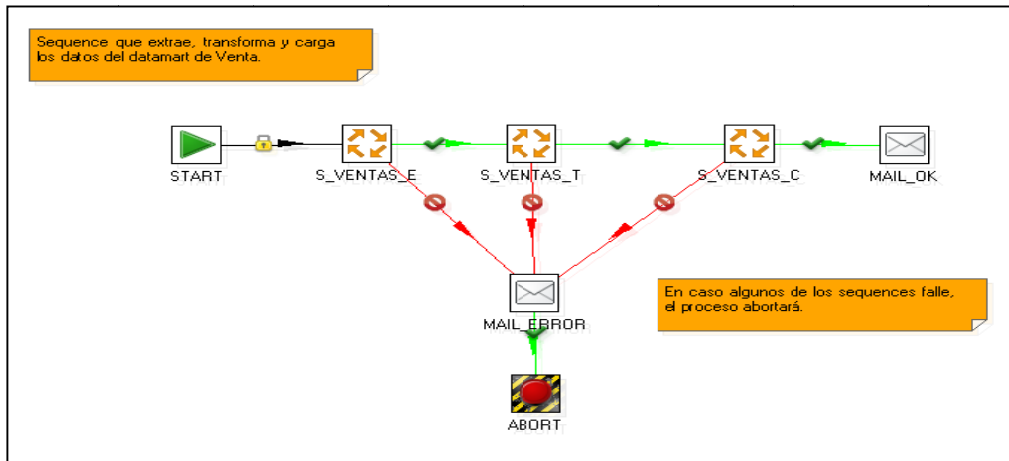 Sequence que extrae, transforma y carga
los datos del datamart de Venta.
START
S_VENTAS_E
S_VENTAS_T
S_VENTAS_C
MAIL_OK
En caso algunos de los sequences falle,
el proceso abortará.
MAIL_ERROR
ABORT